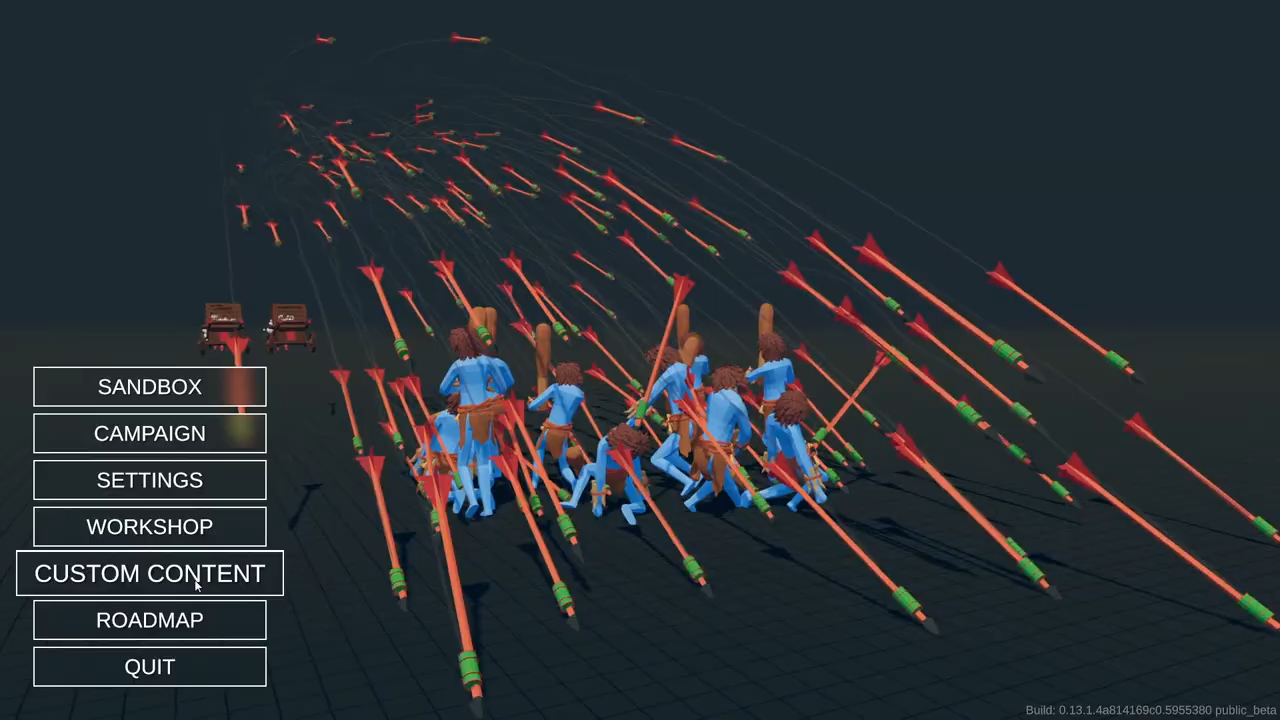 SANDBOX
CAMPAIGN
SETTINGS
WORKSHOP
CUSTOM CONTENT
ROADMAP
QUIT
Build: 0.13.1.4a814169c0.5955380 public_beta